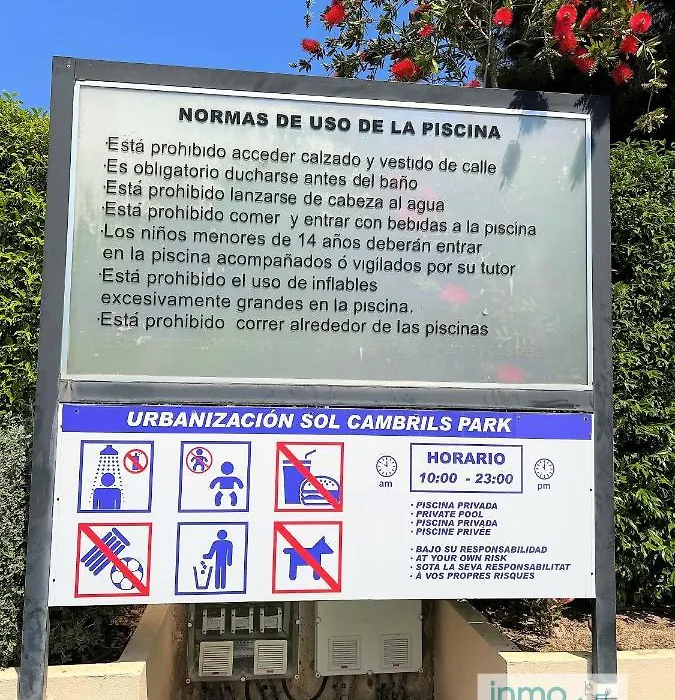 NORMAS DE USO DE LA PISCINA
·Está prohibido acceder calzado y vestido de calle
·Es obligatorio ducharse antes del baño
·Está prohibido lanzarse de cabeza al agua
·Está prohibido comer y entrar con bebidas a la piscina
·Los niños menores de 14 años deberán entrar
en la piscina acompañados ó vigilados por su tutor
·Está prohibido el uso de inflables
excesivamente grandes en la piscina.
·Está prohibido correr alrededor de las piscinas
URBANIZACIÓN SOL CAMBRILS PARK
HORARIO
10:00 - 23:00
am
pm
· PISCINA PRIVADA
· PRIVATE POOL
· PISCINA PRIVADA
· PISCINE PRIVÉE
· BAJO SU RESPONSABILIDAD
· AT YOUR OWN RISK
· SOTA LA SEVA RESPONSABILITAT
· À VOS PROPRES RISQUES
inmo